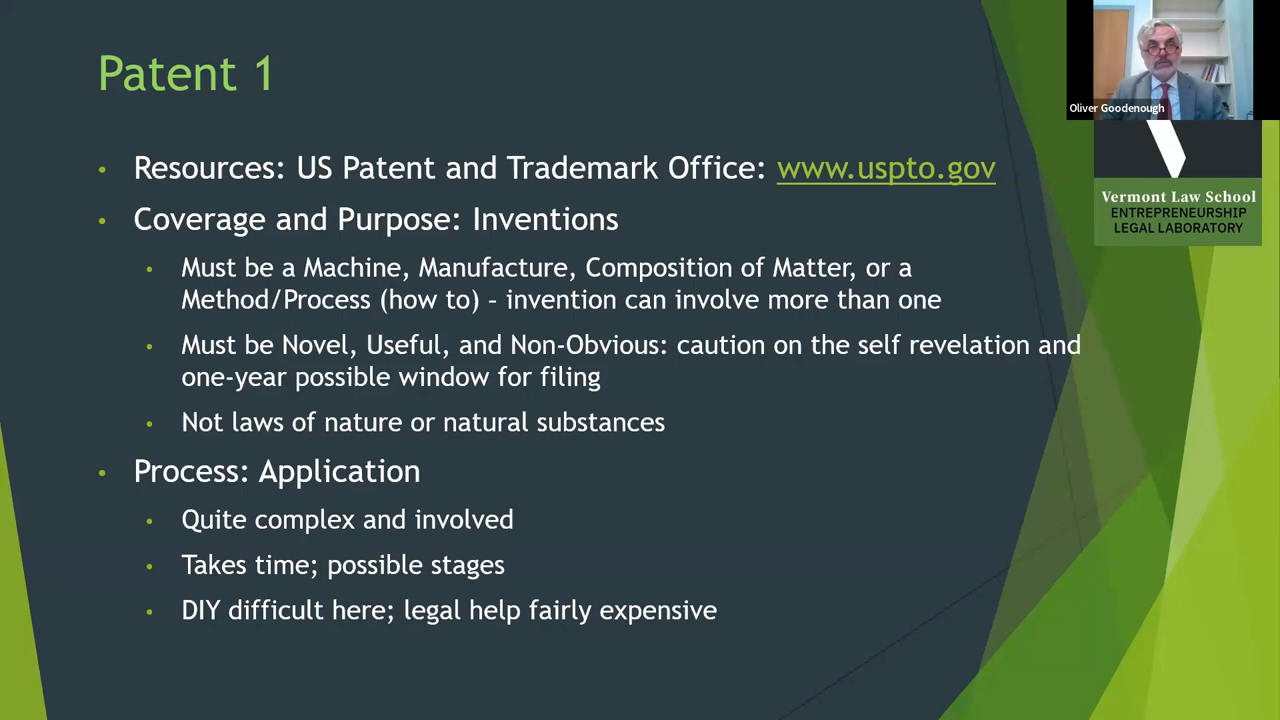 Patent 1
• Resources: US Patent and Trademark Office: www.uspto.gov
• Coverage and Purpose: Inventions
• Must be a Machine, Manufacture, Composition of Matter, or a
Method/Process (how to) – invention can involve more than one
• Must be Novel, Useful, and Non-Obvious: caution on the self revelation and
one-year possible window for filing
• Not laws of nature or natural substances
• Process: Application
• Quite complex and involved
• Takes time; possible stages
• DIY difficult here; legal help fairly expensive
Oliver Goodenough
Vermont Law School
ENTREPRENEURSHIP
LEGAL LABORATORY